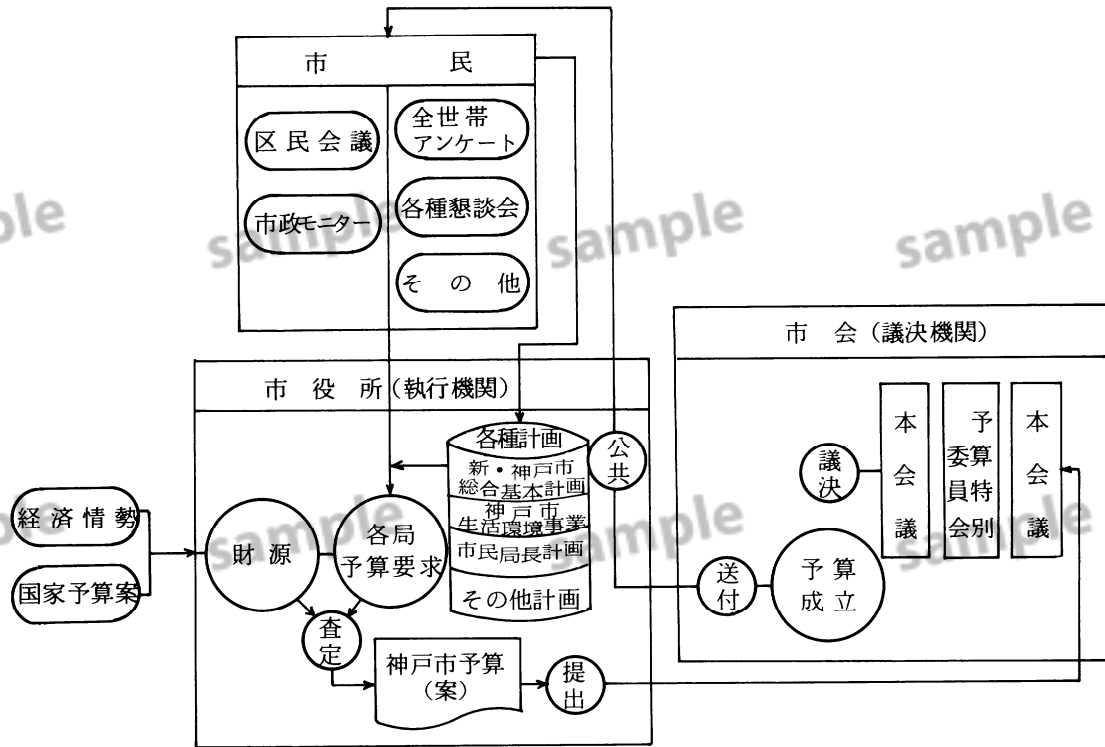 市民
区民会議
全世帯
アンケート
市政モニター
各種懇談会
その他
市役所(執行機関)
各種計画
新・神戸市
総合基本計画
神戸市
生活環境事業
市民局長計画
その他計画
公共
経済情勢
国家予算案
財源
各局
予算要求
査定
神戸市予算
(案)
提出
市会(議決機関)
議決
本会議
予算特別
委員会
本会議
送付
予算
成立
sample
sample
sample
sample
sample
sample
sample
sample